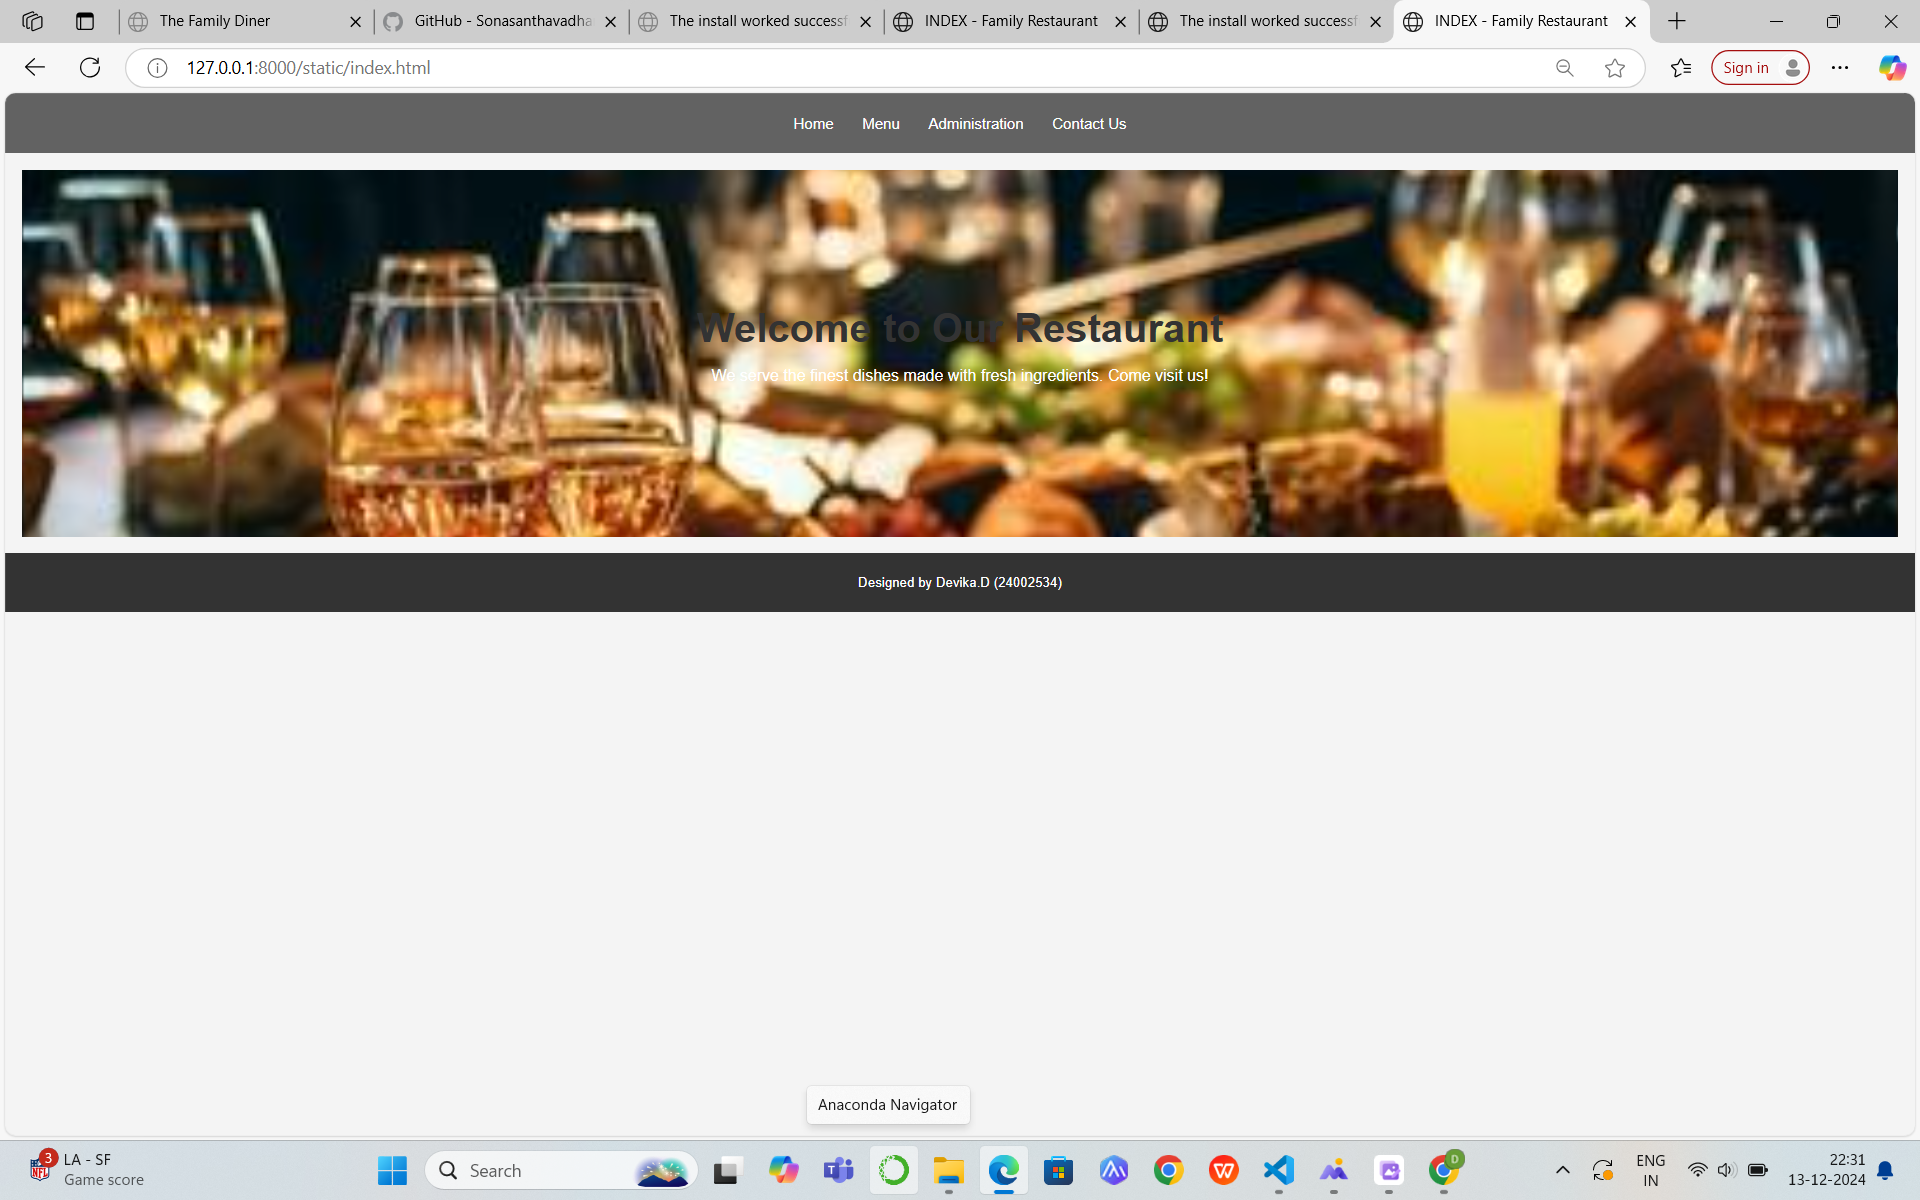 The Family Diner
GitHub - Sonasanthavadha
The install worked successf
INDEX - Family Restaurant
The install worked successf
INDEX - Family Restaurant
127.0.0.1:8000/static/index.html
Sign in
Home Menu Administration Contact Us
Welcome to Our Restaurant
We serve the finest dishes made with fresh ingredients. Come visit us!
Designed by Devika.D (24002534)
Anaconda Navigator
3
NFL
LA - SF
Game score
Search
D
ENG
IN
22:31
13-12-2024